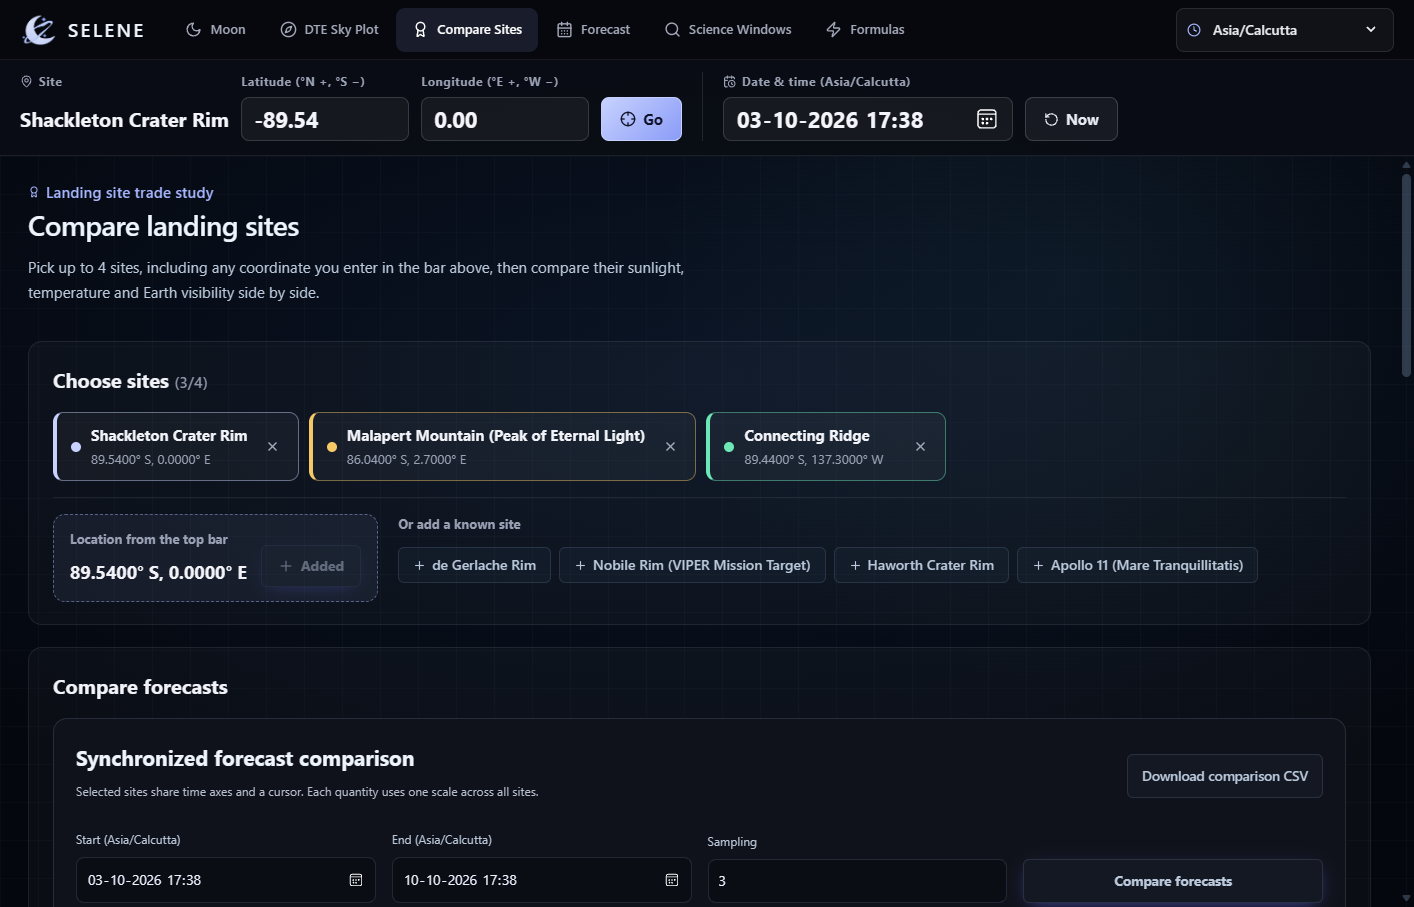 SELENE
Moon
DTE Sky Plot
Compare Sites
Forecast
Science Windows
Formulas
Asia/Calcutta
Site
Latitude (°N +, °S −)
Longitude (°E +, °W −)
Date & time (Asia/Calcutta)
Shackleton Crater Rim
-89.54
0.00
Go
03-10-2026 17:38
Now
Landing site trade study
Compare landing sites
Pick up to 4 sites, including any coordinate you enter in the bar above, then compare their sunlight,
temperature and Earth visibility side by side.
Choose sites (3/4)
Shackleton Crater Rim
89.5400° S, 0.0000° E
Malapert Mountain (Peak of Eternal Light)
86.0400° S, 2.7000° E
Connecting Ridge
89.4400° S, 137.3000° W
Location from the top bar
89.5400° S, 0.0000° E
+ Added
Or add a known site
+ de Gerlache Rim
+ Nobile Rim (VIPER Mission Target)
+ Haworth Crater Rim
+ Apollo 11 (Mare Tranquillitatis)
Compare forecasts
Synchronized forecast comparison
Selected sites share time axes and a cursor. Each quantity uses one scale across all sites.
Download comparison CSV
Start (Asia/Calcutta)
End (Asia/Calcutta)
Sampling
03-10-2026 17:38
10-10-2026 17:38
3
Compare forecasts